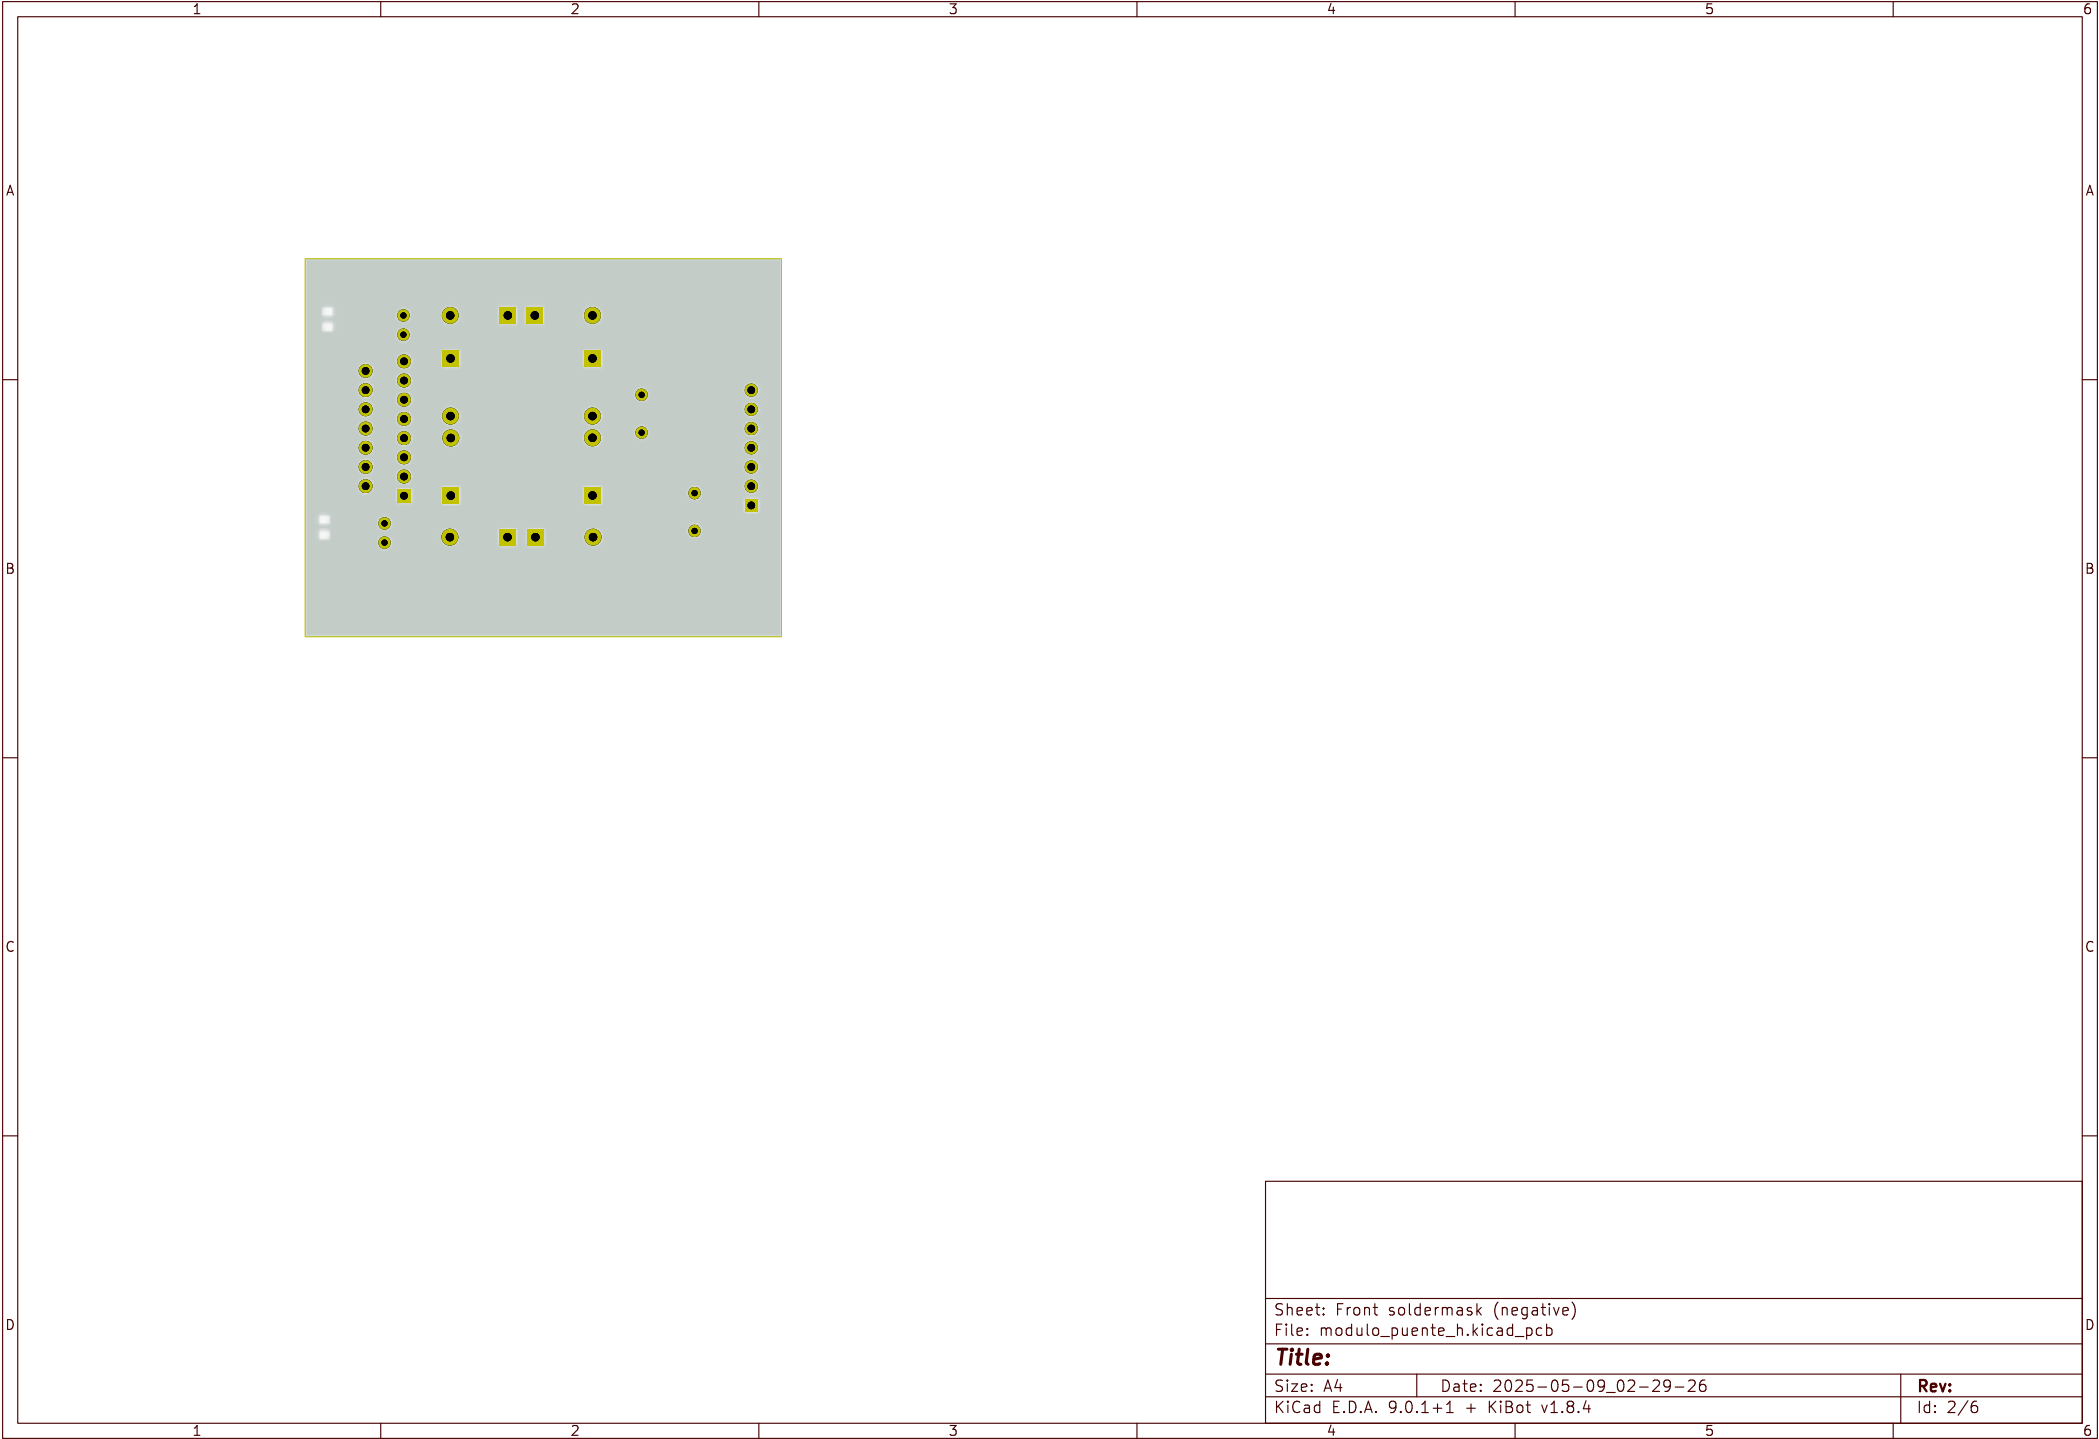 1 2 3 4 5 6
A A
B B
C C
D D
Sheet: Front soldermask (negative)
File: modulo_puente_h.kicad_pcb
Title:
Size: A4 Date: 2025-05-09_02-29-26 Rev:
KiCad E.D.A. 9.0.1+1 + KiBot v1.8.4 Id: 2/6
1 2 3 4 5 6